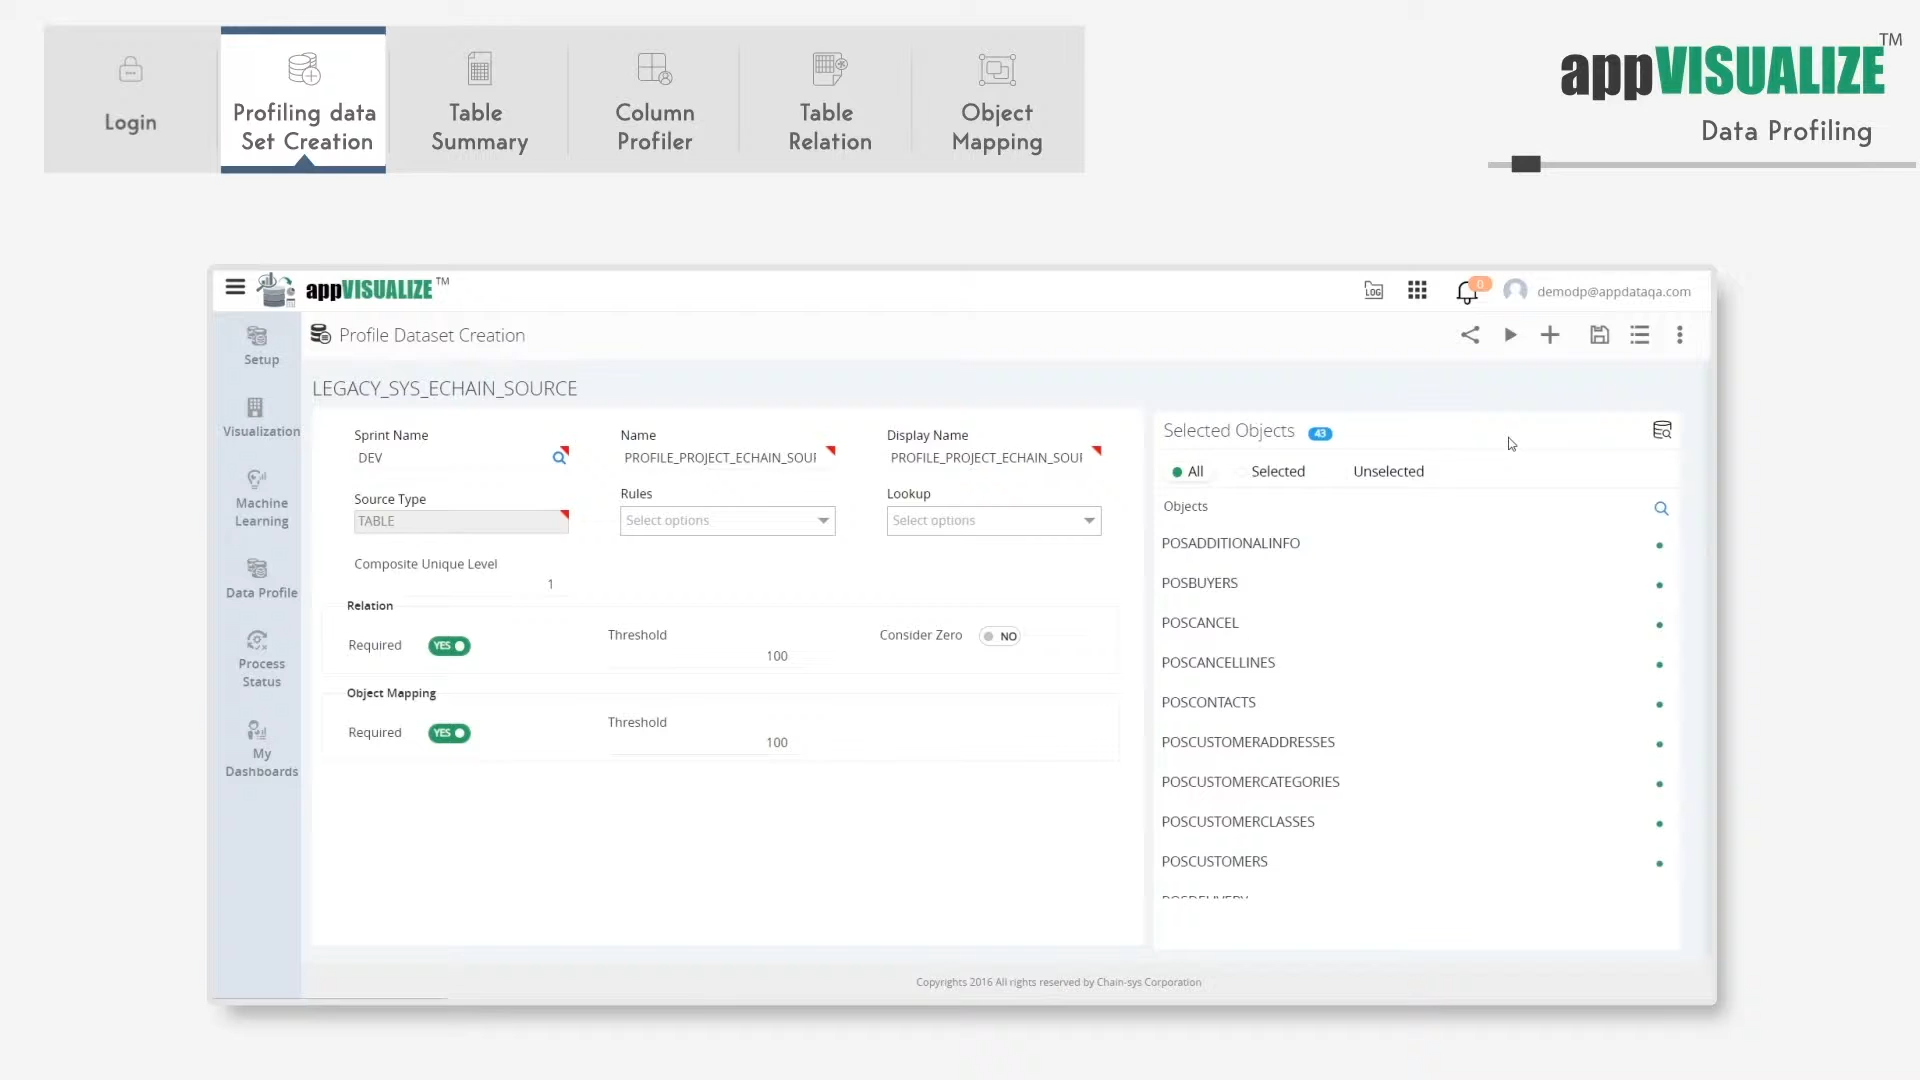 Login
Profiling data
Set Creation
Table
Summary
Column
Profiler
Table
Relation
Object
Mapping
appVISUALIZE TM
Data Profiling
appVISUALIZE TM
LOG
0
demodp@appdataqa.com
Setup
Visualization
Machine
Learning
Data Profile
Process
Status
My
Dashboards
Profile Dataset Creation
LEGACY_SYS_ECHAIN_SOURCE
Sprint Name
DEV
Name
PROFILE_PROJECT_ECHAIN_SOUR
Display Name
PROFILE_PROJECT_ECHAIN_SOUR
Source Type
TABLE
Rules
Select options
Lookup
Select options
Composite Unique Level
1
Relation
Required YES
Threshold
100
Consider Zero NO
Object Mapping
Required YES
Threshold
100
Selected Objects 43
All Selected Unselected
Objects
POSADDITIONALINFO
POSBUYERS
POSCANCEL
POSCANCELLINES
POSCONTACTS
POSCUSTOMERADDRESSES
POSCUSTOMERCATEGORIES
POSCUSTOMERCLASSES
POSCUSTOMERS
Copyrights 2016 All rights reserved by Chain-sys Corporation